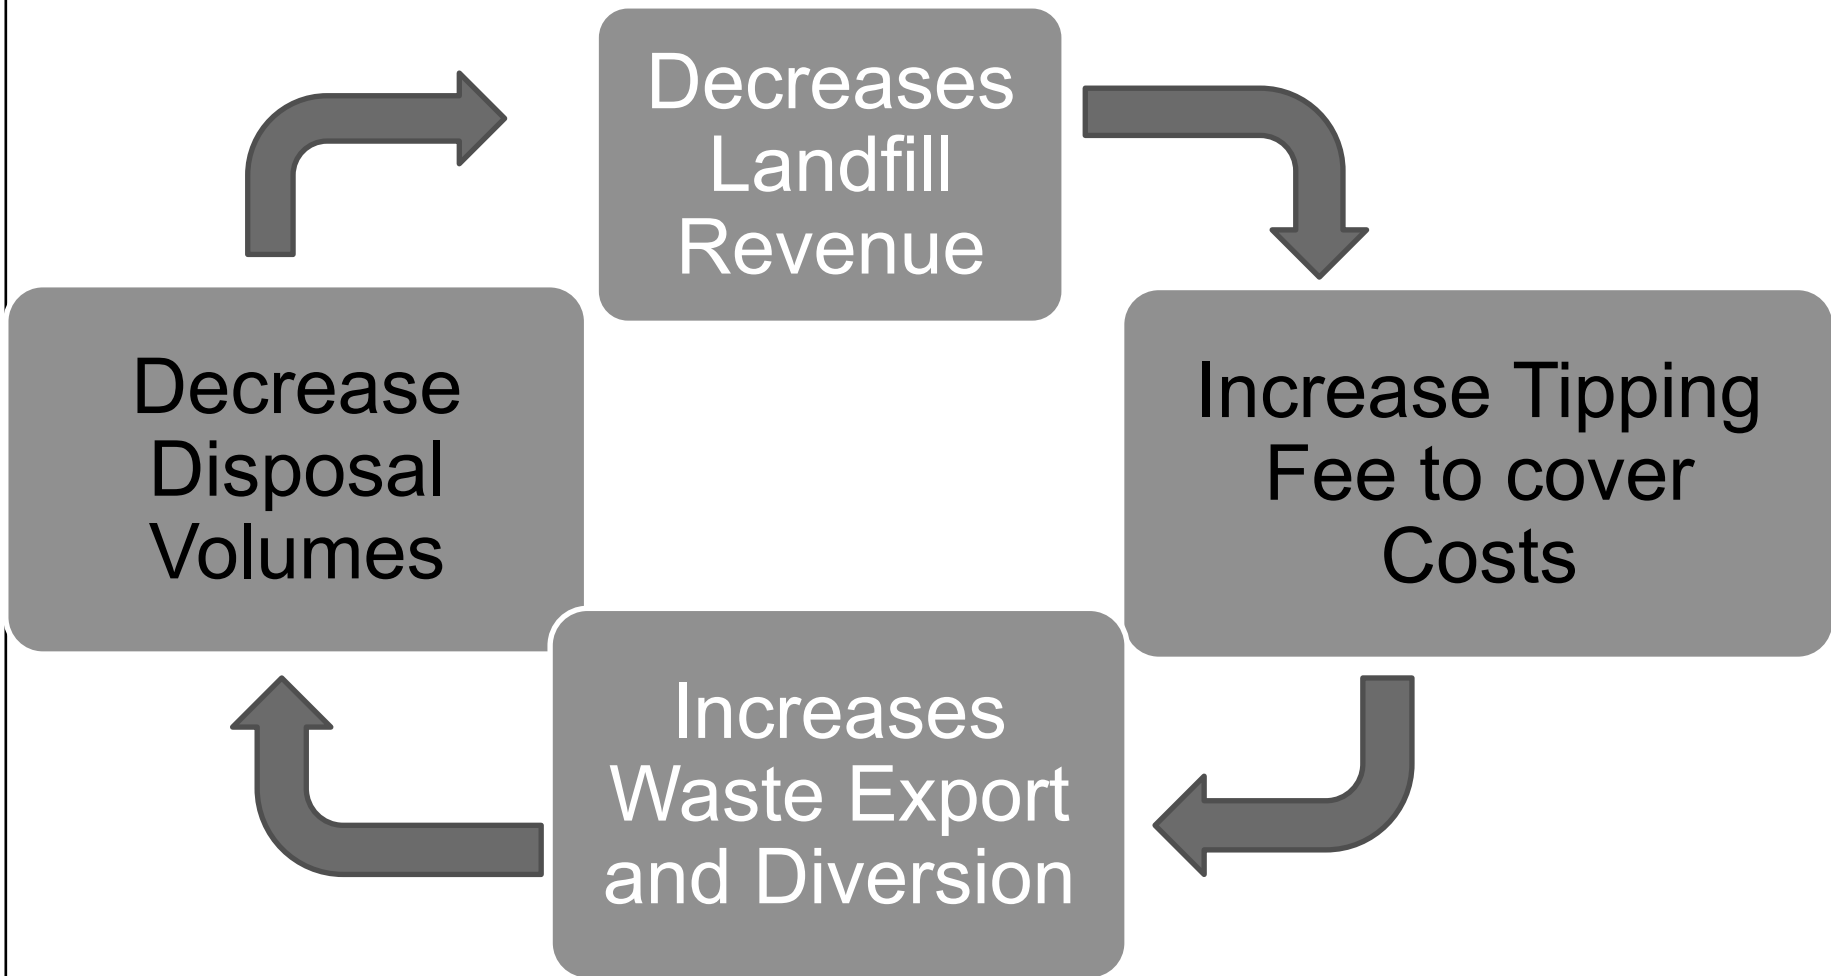 Decreases
Landfill
Revenue
Increase Tipping
Fee to cover
Costs
Increases
Waste Export
and Diversion
Decrease
Disposal
Volumes